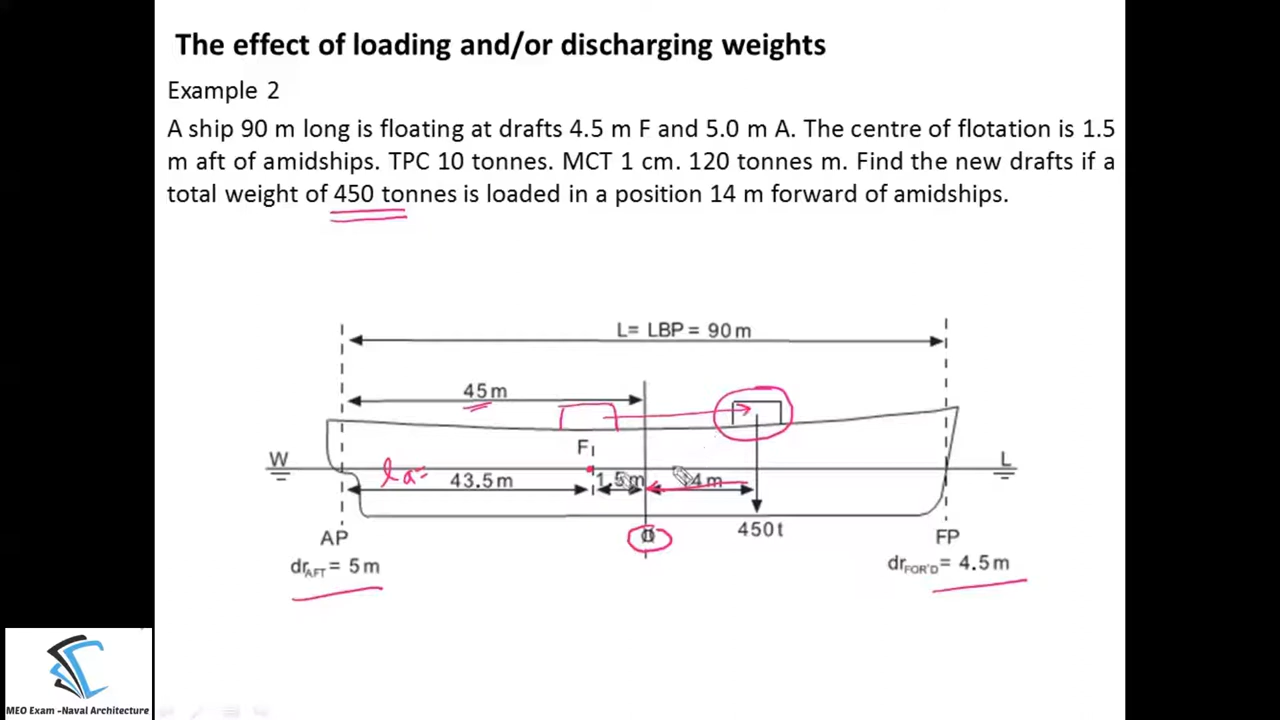 The effect of loading and/or discharging weights
Example 2
A ship 90 m long is floating at drafts 4.5 m F and 5.0 m A. The centre of flotation is 1.5
m aft of amidships. TPC 10 tonnes. MCT 1 cm. 120 tonnes m. Find the new drafts if a
total weight of 450 tonnes is loaded in a position 14 m forward of amidships.
L= LBP = 90 m
45 m
F
W
L
la=
43.5 m
1.5m
14 m
AP
450 t
FP
drAFT = 5 m
drFOR'D = 4.5 m
MEO Exam -Naval Architecture